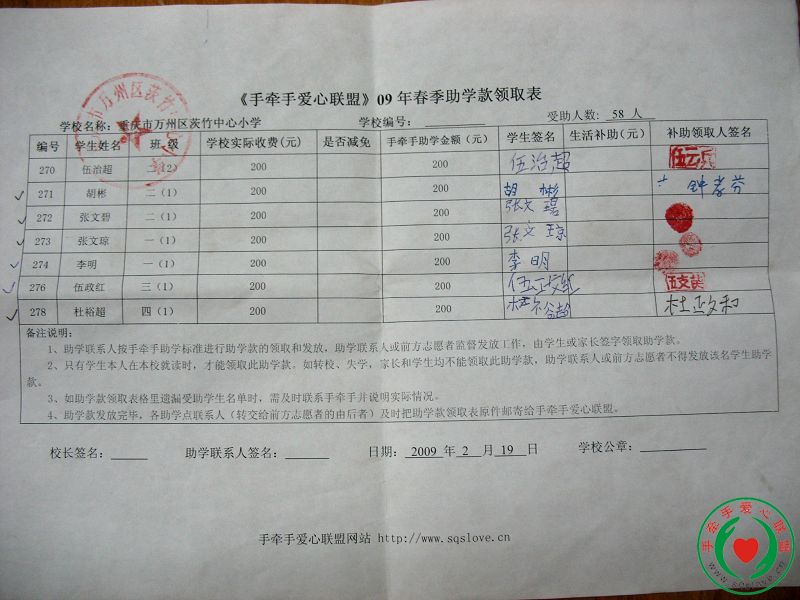 《手牵手爱心联盟》09 年春季助学款领取表
学校名称：重庆市万州区茨竹中心小学 学校编号： 受助人数：58 人
编号 学生姓名 班 级 学校实际收费(元) 是否减免 手牵手助学金额（元） 学生签名 生活补助（元） 补助领取人签名
270 伍治超 二（2） 200 200 伍治超 伍云兵
271 胡彬 二（1） 200 200 胡彬 钟孝芬
272 张文碧 二（1） 200 200 张文碧
273 张文琼 一（1） 200 200 张文琼
274 李明 一（1） 200 200 李明
276 伍政红 三（1） 200 200
278 杜裕超 四（1） 200 200 杜裕超 杜政和
备注说明：
1、助学联系人按手牵手助学标准进行助学款的领取和发放，助学联系人或前方志愿者监督发放工作，由学生或家长签字领取助学款。
2、只有学生本人在本校就读时，才能领取此助学款。如转校、失学，家长和学生均不能领取此助学款，助学联系人或前方志愿者不得发放该名学生助学
款。
3、如助学款领取表格里遗漏受助学生名单时，需及时联系手牵手并说明实际情况。
4、助学款发放完毕，各助学点联系人（转交给前方志愿者的由后者）及时把助学款领取表原件邮寄给手牵手爱心联盟。
校长签名： 助学联系人签名： 日期：2009 年 2 月 19 日 学校公章：
手牵手爱心联盟网站 http://www.sqslove.cn
手牵手爱心联盟
www.sqslove.cn